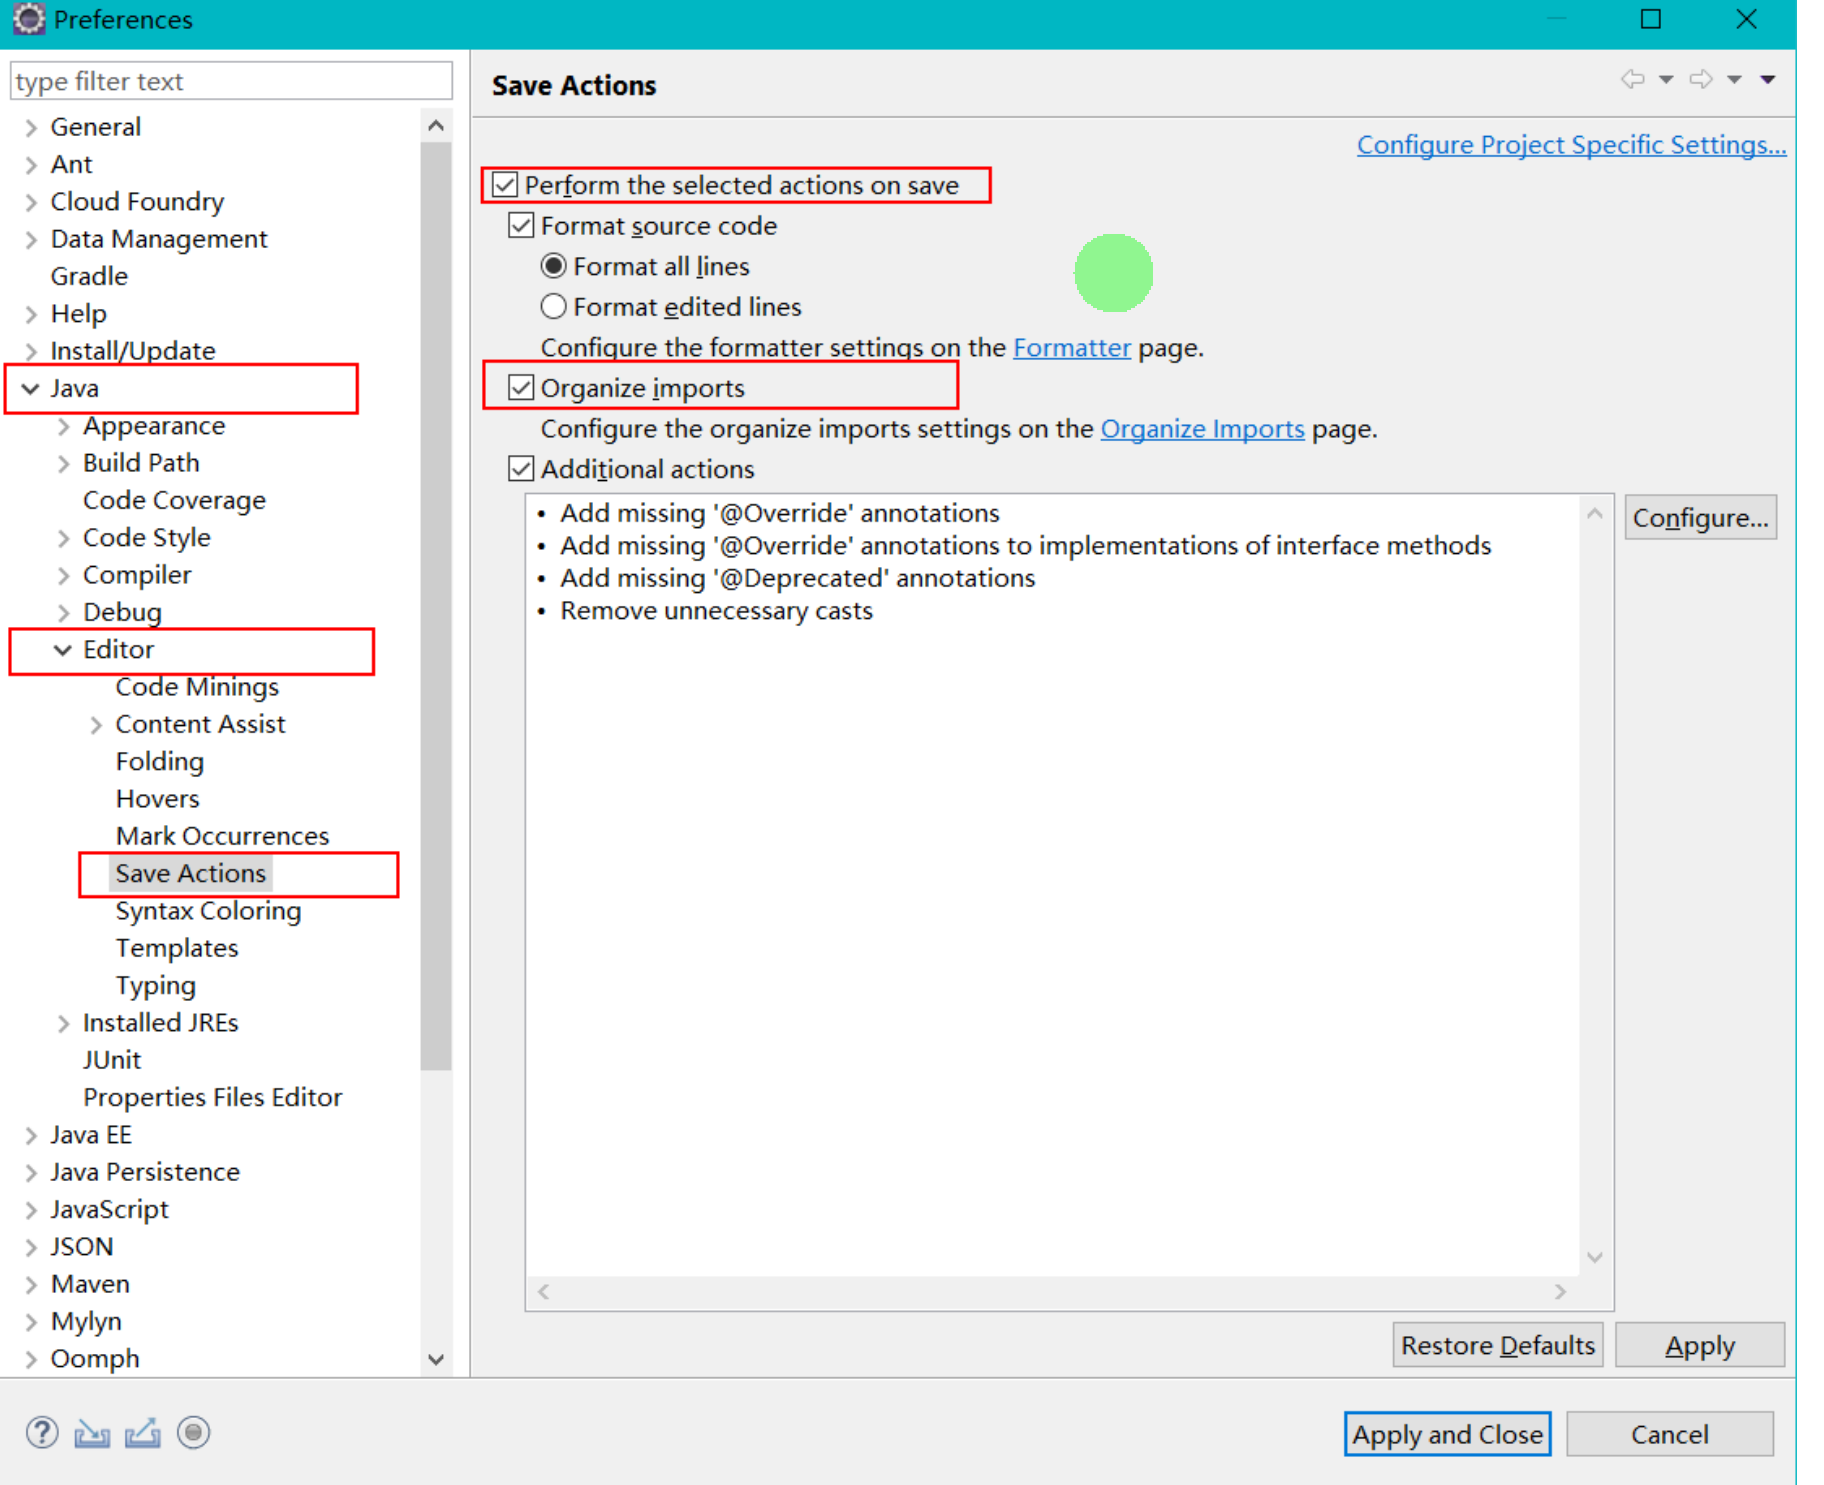 Preferences
type filter text
General
Ant
Cloud Foundry
Data Management
Gradle
Help
Install/Update
Java
Appearance
Build Path
Code Coverage
Code Style
Compiler
Debug
Editor
Code Minings
Content Assist
Folding
Hovers
Mark Occurrences
Save Actions
Syntax Coloring
Templates
Typing
Installed JREs
JUnit
Properties Files Editor
Java EE
Java Persistence
JavaScript
JSON
Maven
Mylyn
Oomph
Save Actions
Configure Project Specific Settings...
Perform the selected actions on save
Format source code
Format all lines
Format edited lines
Configure the formatter settings on the Formatter page.
Organize imports
Configure the organize imports settings on the Organize Imports page.
Additional actions
• Add missing '@Override' annotations
• Add missing '@Override' annotations to implementations of interface methods
• Add missing '@Deprecated' annotations
• Remove unnecessary casts
Configure...
Restore Defaults
Apply
Apply and Close
Cancel